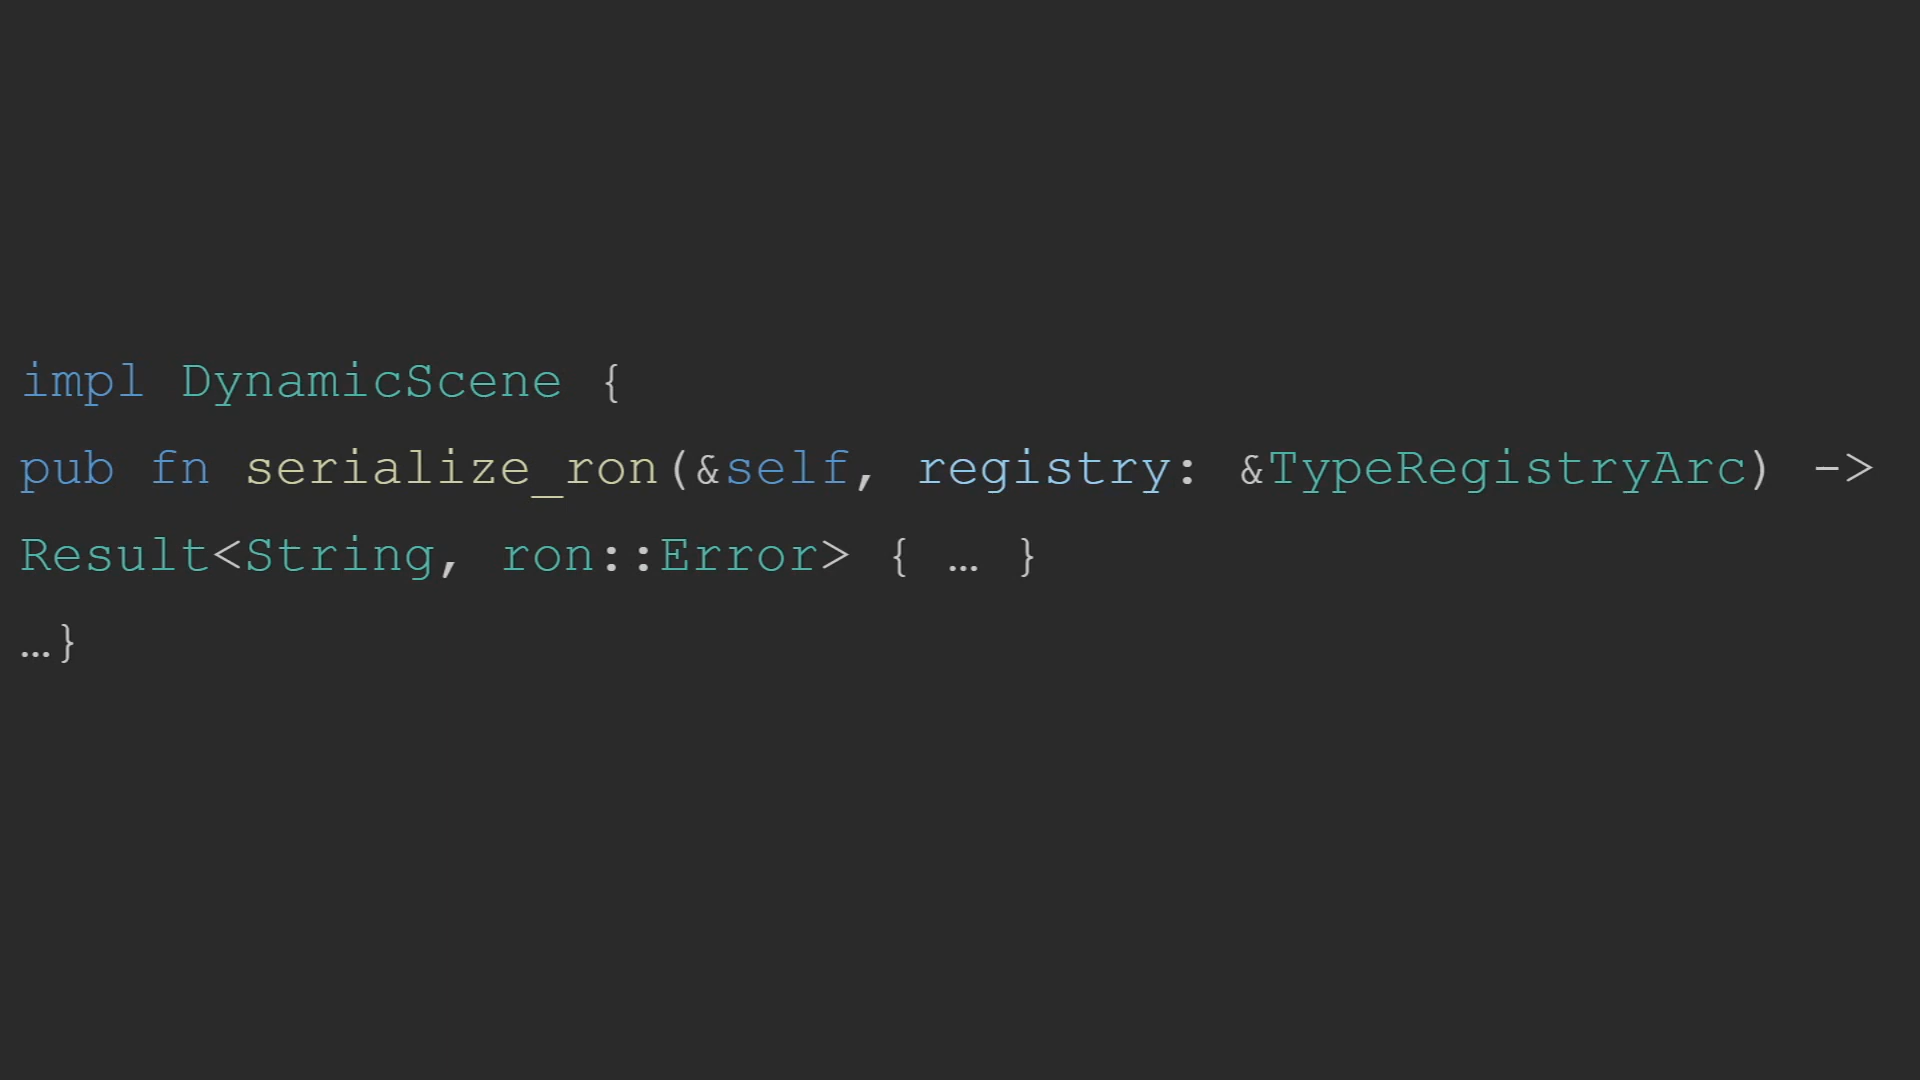 impl DynamicScene {
pub fn serialize_ron(&self, registry: &TypeRegistryArc) ->
Result<String, ron::Error> { … }
…}